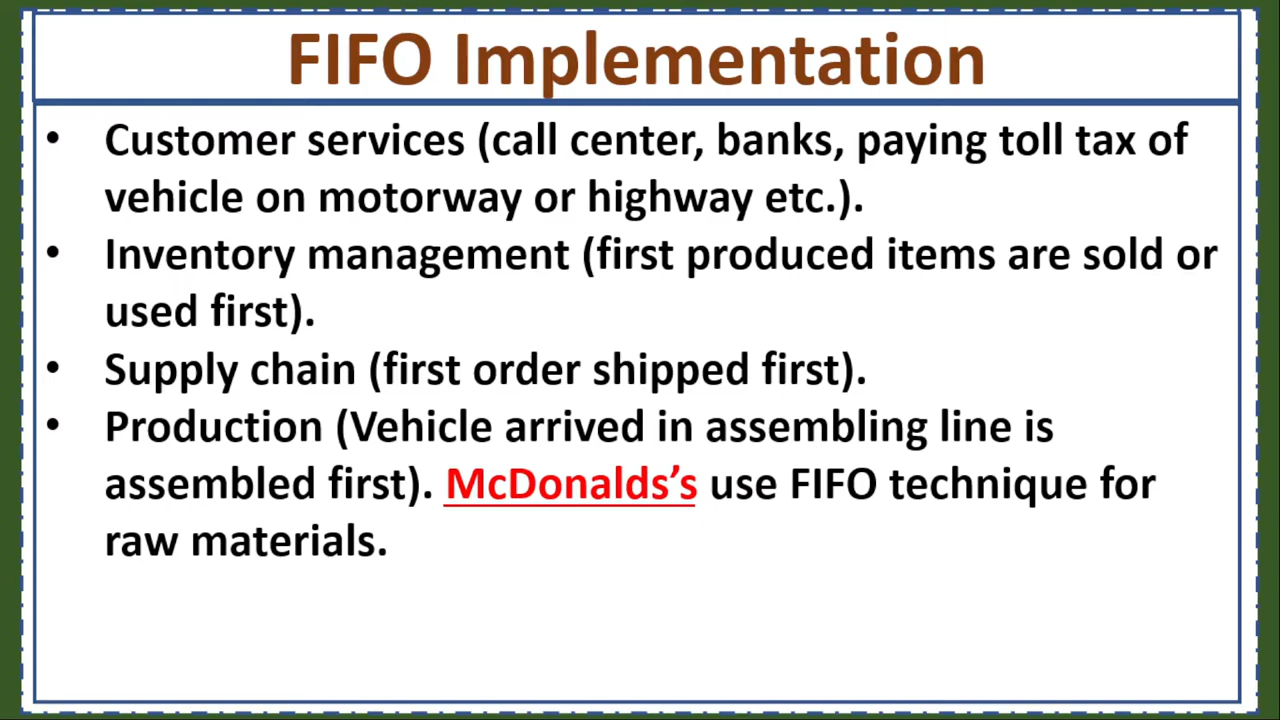 FIFO Implementation
• Customer services (call center, banks, paying toll tax of
vehicle on motorway or highway etc.).
• Inventory management (first produced items are sold or
used first).
• Supply chain (first order shipped first).
• Production (Vehicle arrived in assembling line is
assembled first). McDonalds’s use FIFO technique for
raw materials.